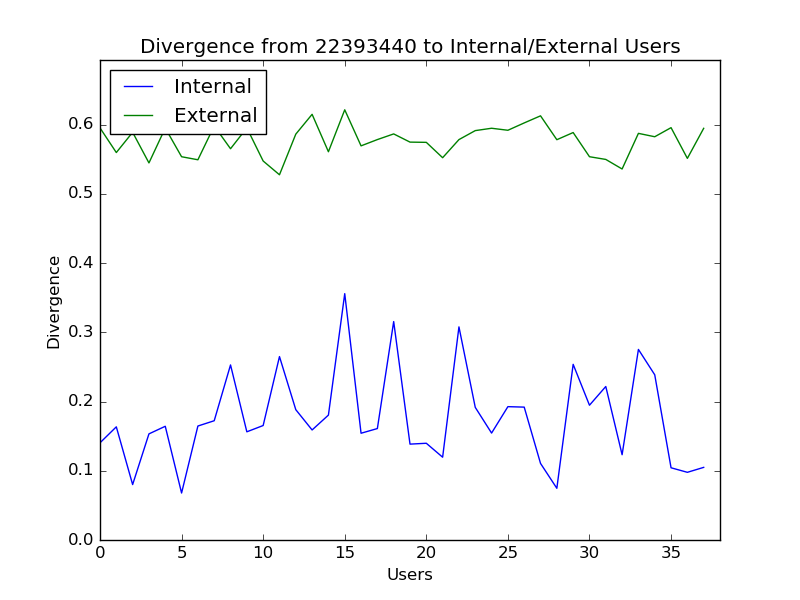 Divergence from 22393440 to Internal/External Users
Internal
External
0.6
0.5
0.4
0.3
0.2
0.1
0.0
Divergence
0 5 10 15 20 25 30 35
Users